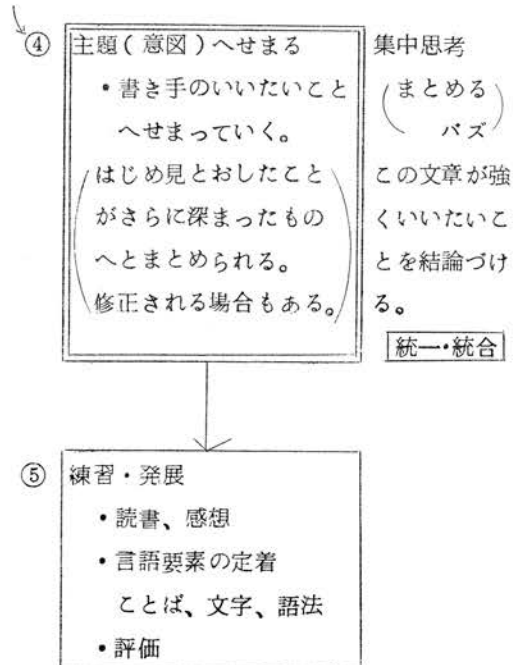 ④ 主題(意図)へせまる
・書き手のいいたいこと
へせまっていく。
(はじめ見とおしたこと
がさらに深まったもの
へとまとめられる。
修正される場合もある。)
集中思考
(まとめる
バズ)
この文章が強
くいいたいこ
とを結論づけ
る。
統一・統合
⑤ 練習・発展
・読書、感想
・言語要素の定着
ことば、文字、語法
・評価